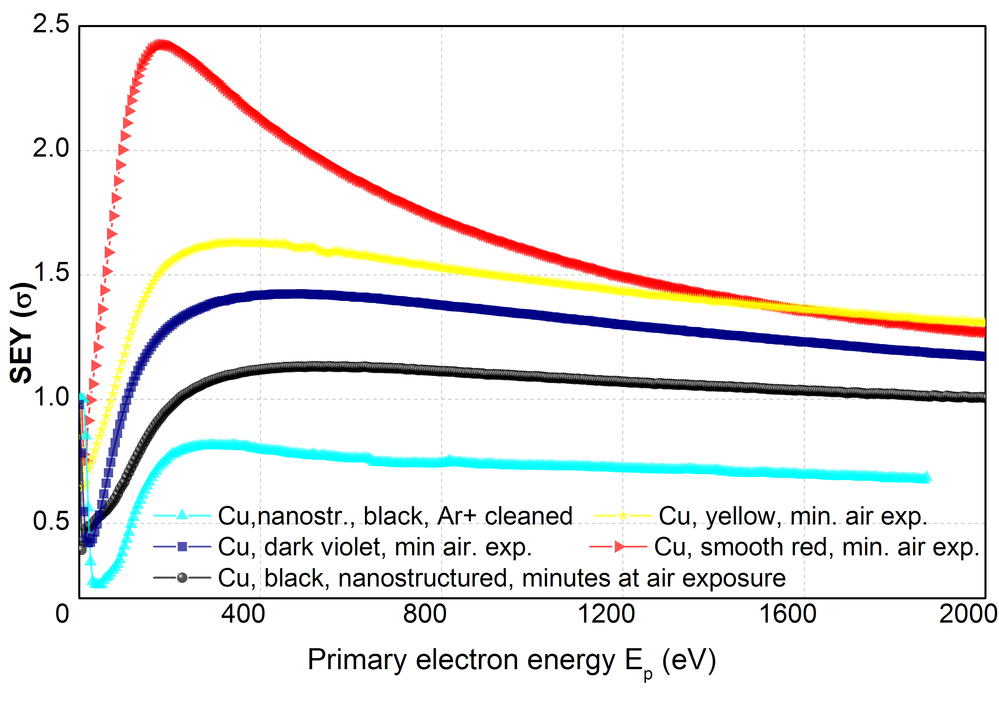 2.5
2.0
1.5
1.0
0.5
SEY (σ)
Cu,nanostr., black, Ar+ cleaned
Cu, yellow, min. air exp.
Cu, dark violet, min air. exp.
Cu, smooth red, min. air exp.
Cu, black, nanostructured, minutes at air exposure
0 400 800 1200 1600 2000
Primary electron energy Ep (eV)